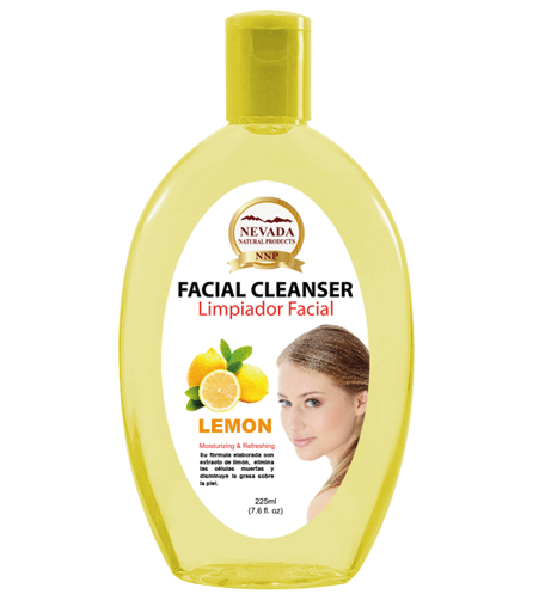 NEVADA
NATURAL PRODUCTS
NNP
FACIAL CLEANSER
Limpiador Facial
LEMON
Moisturizing & Refreshing
Su fórmula elaborada con
extracto de limón, elimina
las células muertas y
disminuye la grasa sobre
la piel.
225ml
(7.6 fl. oz)